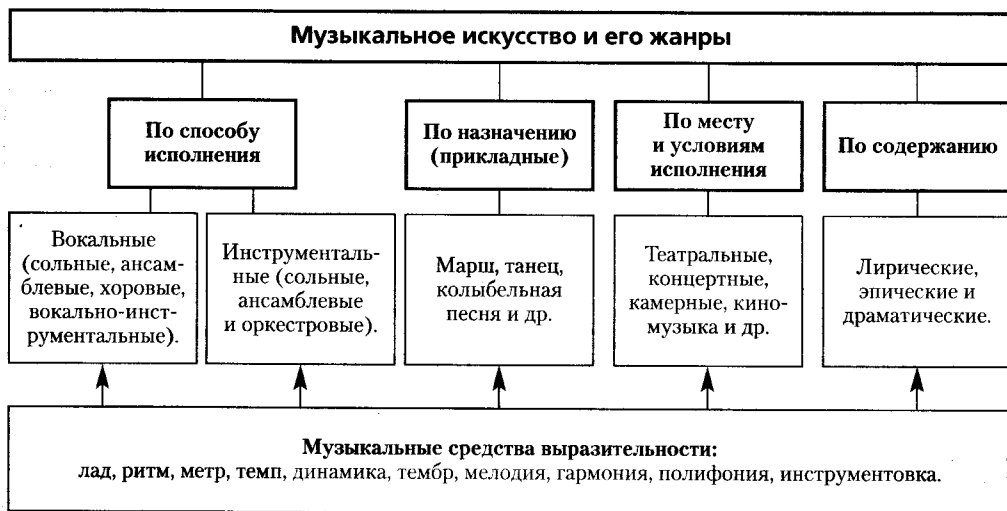 Музыкальное искусство и его жанры
По способу
исполнения
По назначению
(прикладные)
По месту
и условиям
исполнения
По содержанию
Вокальные
(сольные, ансам-
блевые, хоровые,
вокально-инст-
рументальные).
Инструменталь-
ные (сольные,
ансамблевые
и оркестровые).
Марш, танец,
колыбельная
песня и др.
Театральные,
концертные,
камерные, кино-
музыка и др.
Лирические,
эпические и
драматические.
Музыкальные средства выразительности:
лад, ритм, метр, темп, динамика, тембр, мелодия, гармония, полифония, инструментовка.